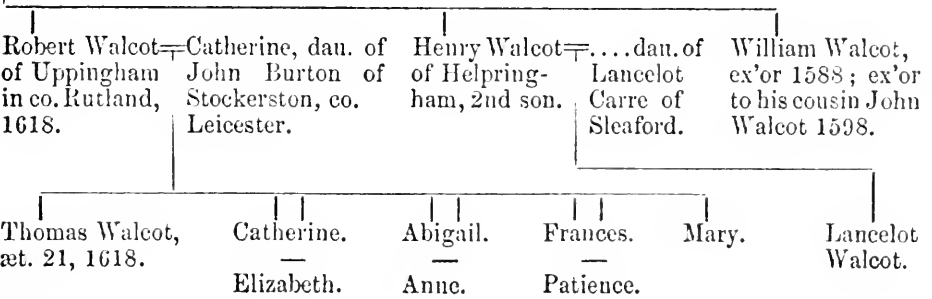 Robert Walcot=Catherine, dau. of
of Uppingham John Burton of
in co. Rutland, Stockerston, co.
1618. Leicester.
Henry Walcot=....dau. of
of Helpring- Lancelot
ham, 2nd son. Carre of
Sleaford.
William Walcot,
ex'or 1588; ex'or
to his cousin John
Walcot 1598.
Thomas Walcot,
æt. 21, 1618.
Catherine.
—
Elizabeth.
Abigail.
—
Anne.
Frances.
—
Patience.
Mary.
Lancelot
Walcot.